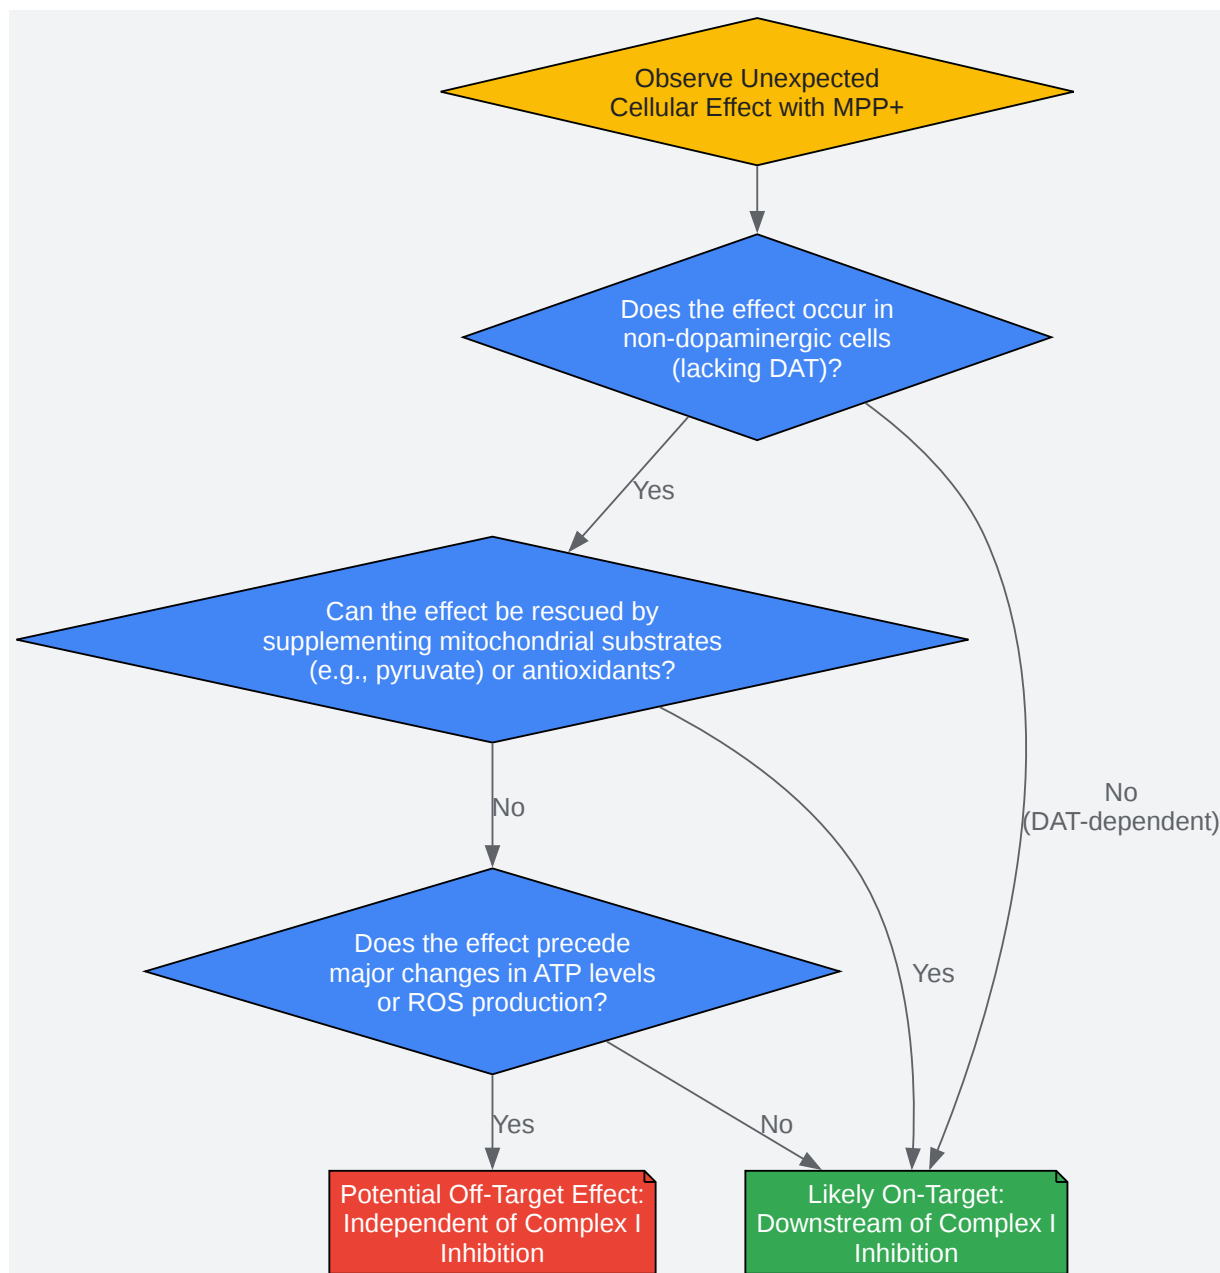 Observe Unexpected
Cellular Effect with MPP+
Does the effect occur in
non-dopaminergic cells
(lacking DAT)?
Yes
Can the effect be rescued by
supplementing mitochondrial substrates
(e.g., pyruvate) or antioxidants?
No
(DAT-dependent)
No
Does the effect precede
major changes in ATP levels
or ROS production?
Yes
Yes
No
Potential Off-Target Effect:
Independent of Complex I
Inhibition
Likely On-Target:
Downstream of Complex I
Inhibition